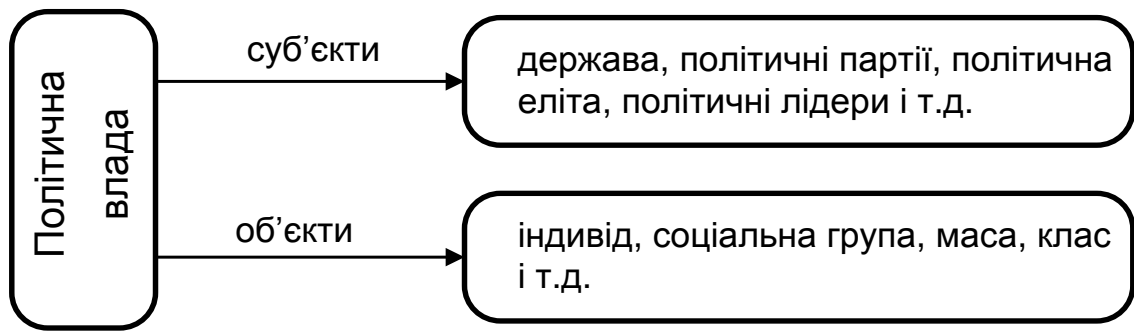 Політична
влада
суб’єкти
держава, політичні партії, політична
еліта, політичні лідери і т.д.
об’єкти
індивід, соціальна група, маса, клас
і т.д.